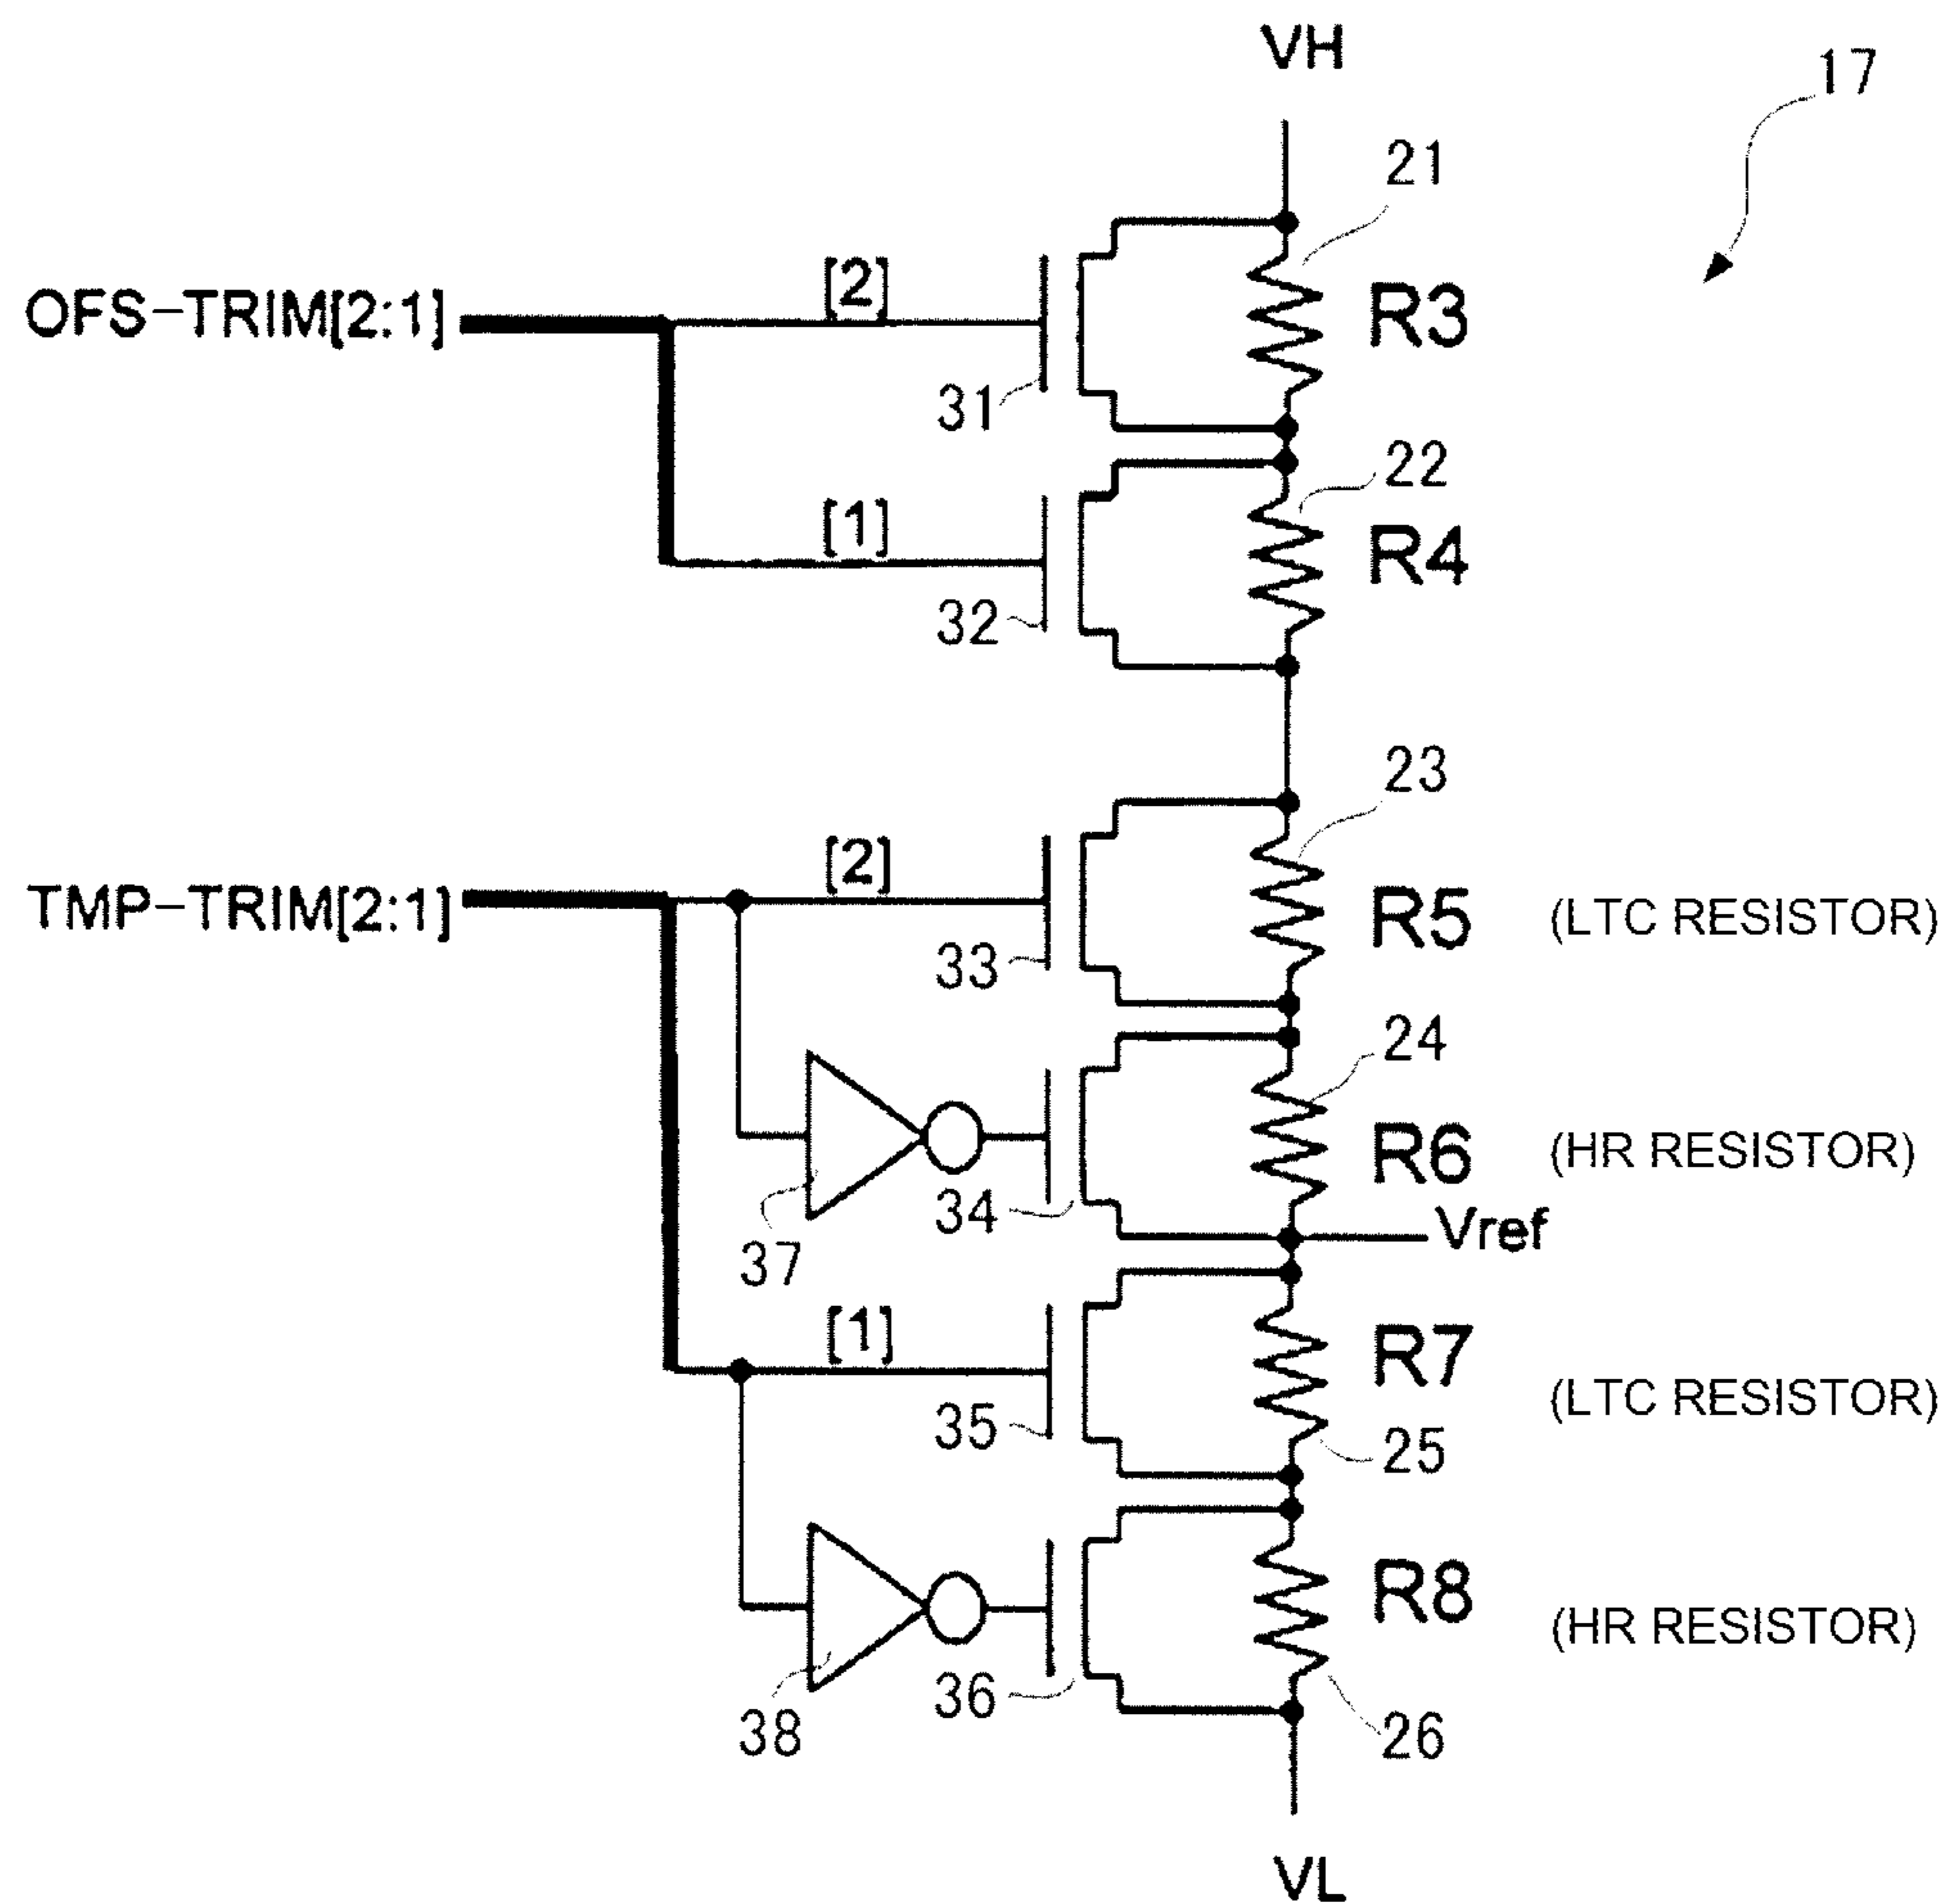 VH
17
21
OFS-TRIM[2:1]
[2]
R3
31
22
[1]
R4
32
23
TMP-TRIM[2:1]
[2]
R5
(LTC RESISTOR)
33
24
R6
(HR RESISTOR)
34
Vref
37
[1]
R7
(LTC RESISTOR)
35
25
R8
(HR RESISTOR)
36
38
26
VL